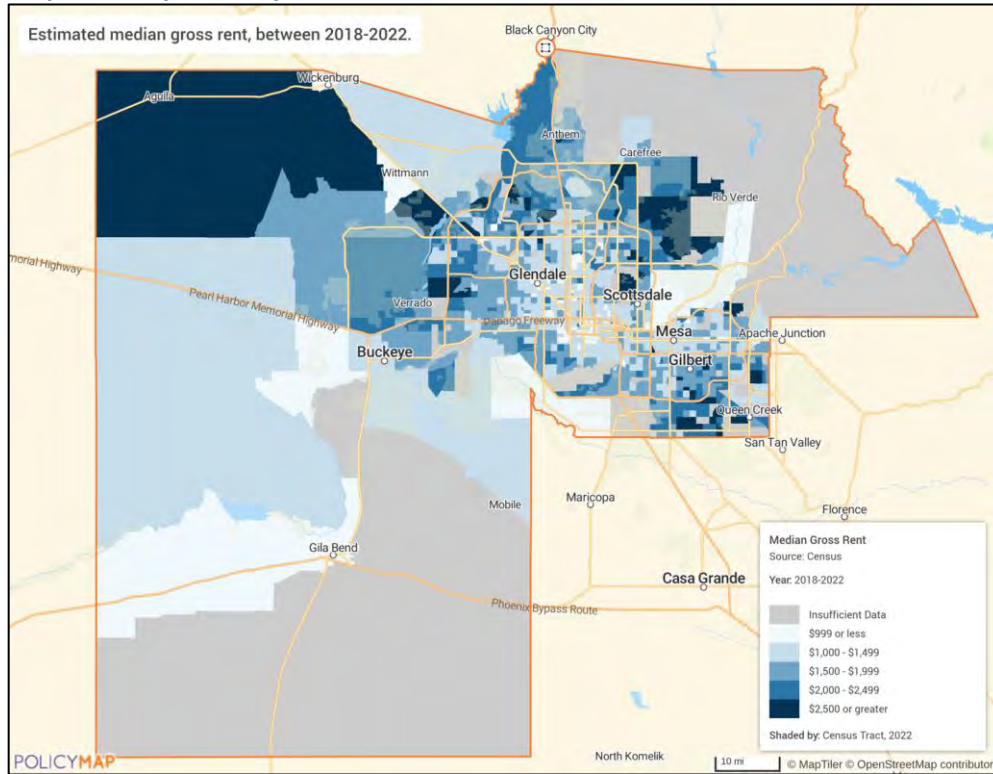 Estimated median gross rent, between 2018-2022.
Black Canyon City
Wickenburg
Aguila
Anthem
Carefree
Wittmann
Rio Verde
Glendale
morial Highway
Scottsdale
Pearl Harbor Memorial Highway
Verrado
Papago Freeway
Mesa
Apache Junction
Buckeye
Gilbert
Queen Creek
San Tan Valley
Mobile
Maricopa
Florence
Gila Bend
Casa Grande
Phoenix Bypass Route
Median Gross Rent
Source: Census
Year: 2018-2022
Insufficient Data
$999 or less
$1,000 - $1,499
$1,500 - $1,999
$2,000 - $2,499
$2,500 or greater
Shaded by: Census Tract, 2022
North Komelik
POLICYMAP
10 mi
© MapTiler © OpenStreetMap contributor